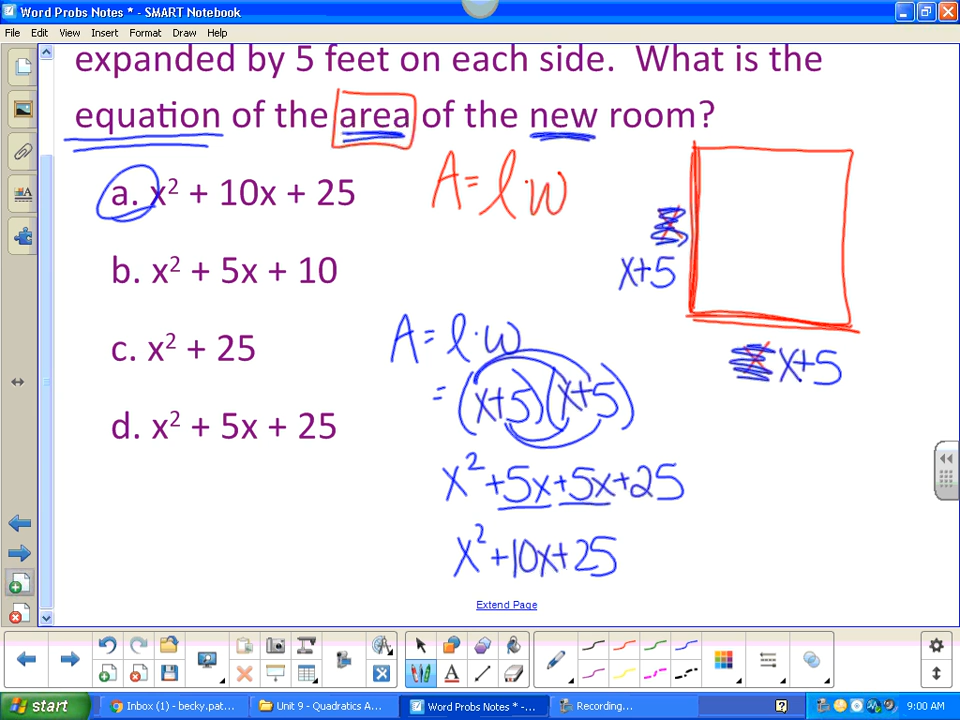 Word Probs Notes * - SMART Notebook
File Edit View Insert Format Draw Help
expanded by 5 feet on each side. What is the
equation of the area of the new room?
a. x² + 10x + 25
A = l·w
b. x² + 5x + 10
x+5
A = l·w
c. x² + 25
x x+5
= (x+5)(x+5)
d. x² + 5x + 25
x² +5x+5x+25
x² +10x+25
Extend Page
start
Inbox (1) - becky.pat...
Unit 9 - Quadratics A...
Word Probs Notes * -...
Recording...
9:00 AM